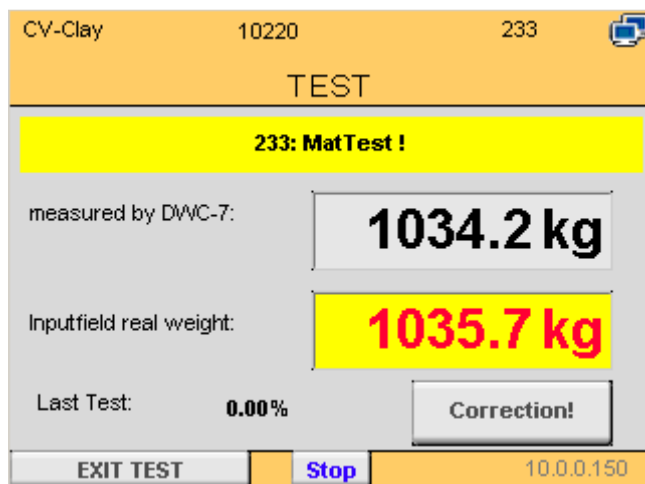 CV-Clay 10220 233
TEST
233: MatTest !
measured by DWC-7: 1034.2 kg
Inputfield real weight: 1035.7 kg
Last Test: 0.00% Correction!
EXIT TEST Stop 10.0.0.150